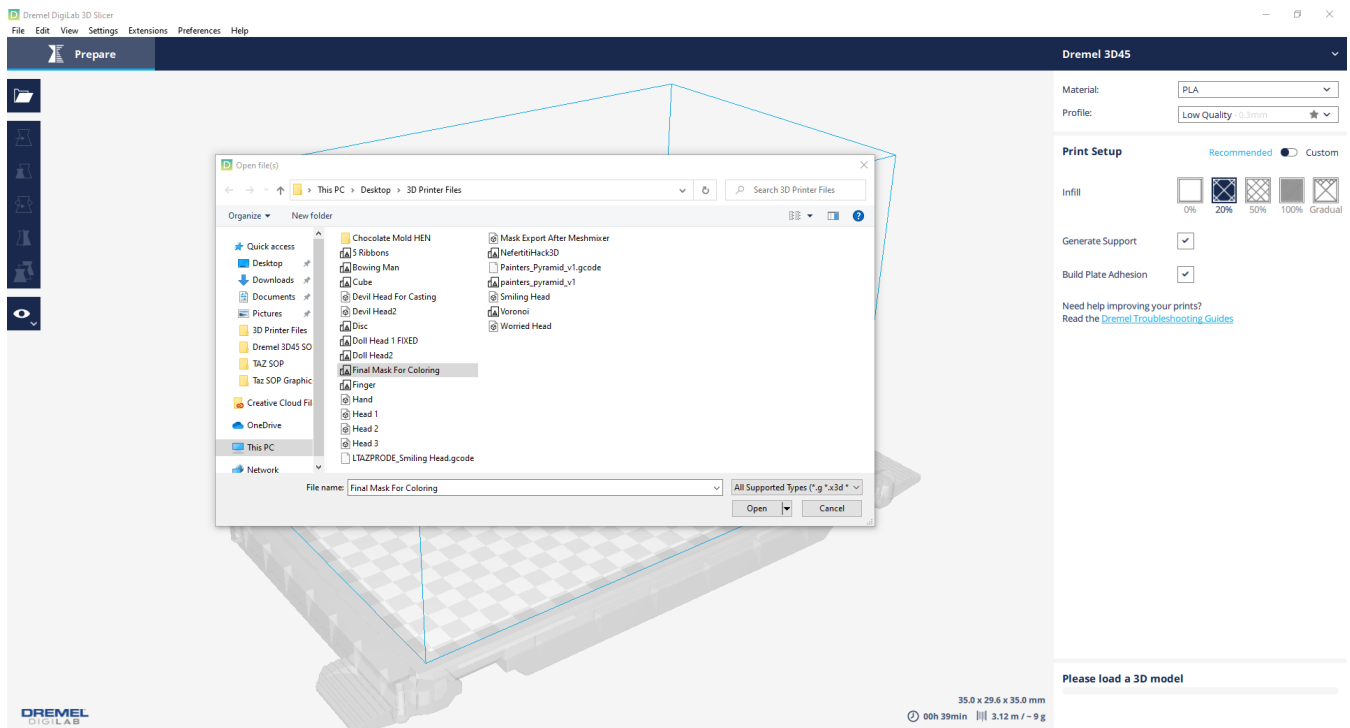 Dremel DigiLab 3D Slicer
File Edit View Settings Extensions Preferences Help
Prepare
Dremel 3D45
Material: PLA
Profile: Low Quality - 0.3mm
Print Setup Recommended Custom
Infill
0% 20% 50% 100% Gradual
Generate Support
Build Plate Adhesion
Need help improving your prints?
Read the Dremel Troubleshooting Guides
Open file(s)
This PC > Desktop > 3D Printer Files
Search 3D Printer Files
Organize New folder
Quick access
Desktop
Downloads
Documents
Pictures
3D Printer Files
Dremel 3D45 SO
TAZ SOP
Taz SOP Graphic
Creative Cloud Fil
OneDrive
This PC
Network
Chocolate Mold HEN
5 Ribbons
Bowing Man
Cube
Devil Head For Casting
Devil Head2
Disc
Doll Head 1 FIXED
Doll Head2
Final Mask For Coloring
Finger
Hand
Head 1
Head 2
Head 3
LTAZPRODE_Smiling Head.gcode
Mask Export After Meshmixer
NefertitiHack3D
Painters_Pyramid_v1.gcode
painters_pyramid_v1
Smiling Head
Voronoi
Worried Head
File name: Final Mask For Coloring
All Supported Types (*.g *.x3d *
Open Cancel
Please load a 3D model
35.0 x 29.6 x 35.0 mm
00h 39min 3.12 m / ~ 9 g
DREMEL
DIGILAB